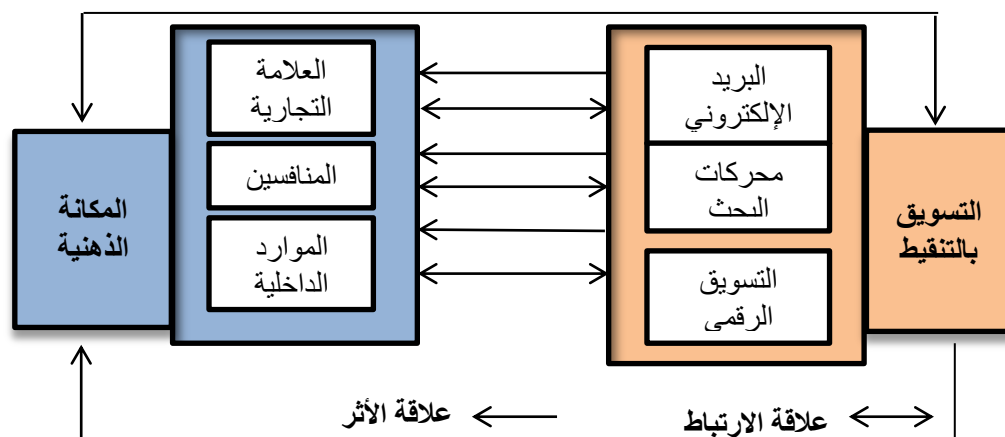 التسويق
بالتنقيط
البريد
الإلكتروني
محركات
البحث
التسويق
الرقمي
العلامة
التجارية
المنافسين
الموارد
الداخلية
المكانة
الذهنية
علاقة الارتباط
علاقة الأثر